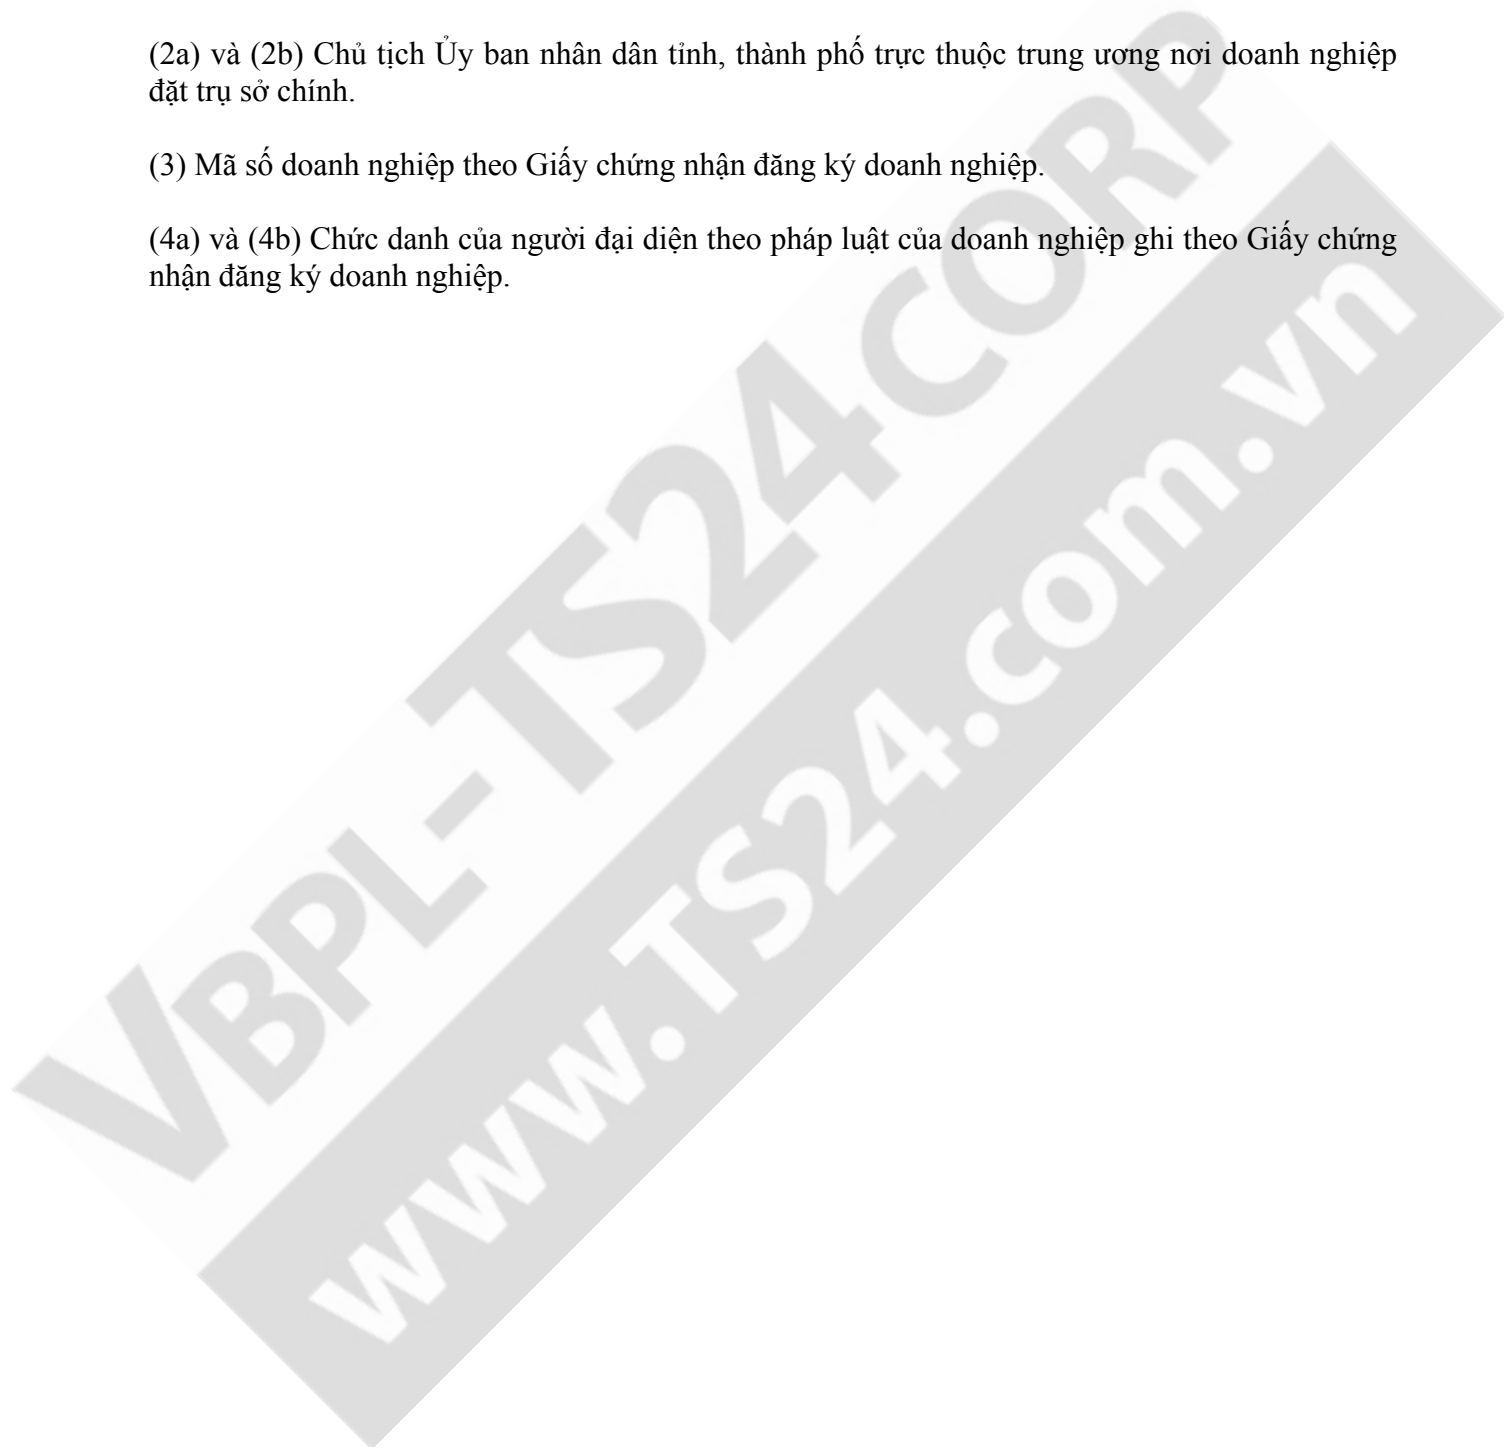 (2a) và (2b) Chủ tịch Ủy ban nhân dân tỉnh, thành phố trực thuộc trung ương nơi doanh nghiệp
đặt trụ sở chính.
(3) Mã số doanh nghiệp theo Giấy chứng nhận đăng ký doanh nghiệp.
(4a) và (4b) Chức danh của người đại diện theo pháp luật của doanh nghiệp ghi theo Giấy chứng
nhận đăng ký doanh nghiệp.
VBPL-TS24CORP
www.TS24.com.vn